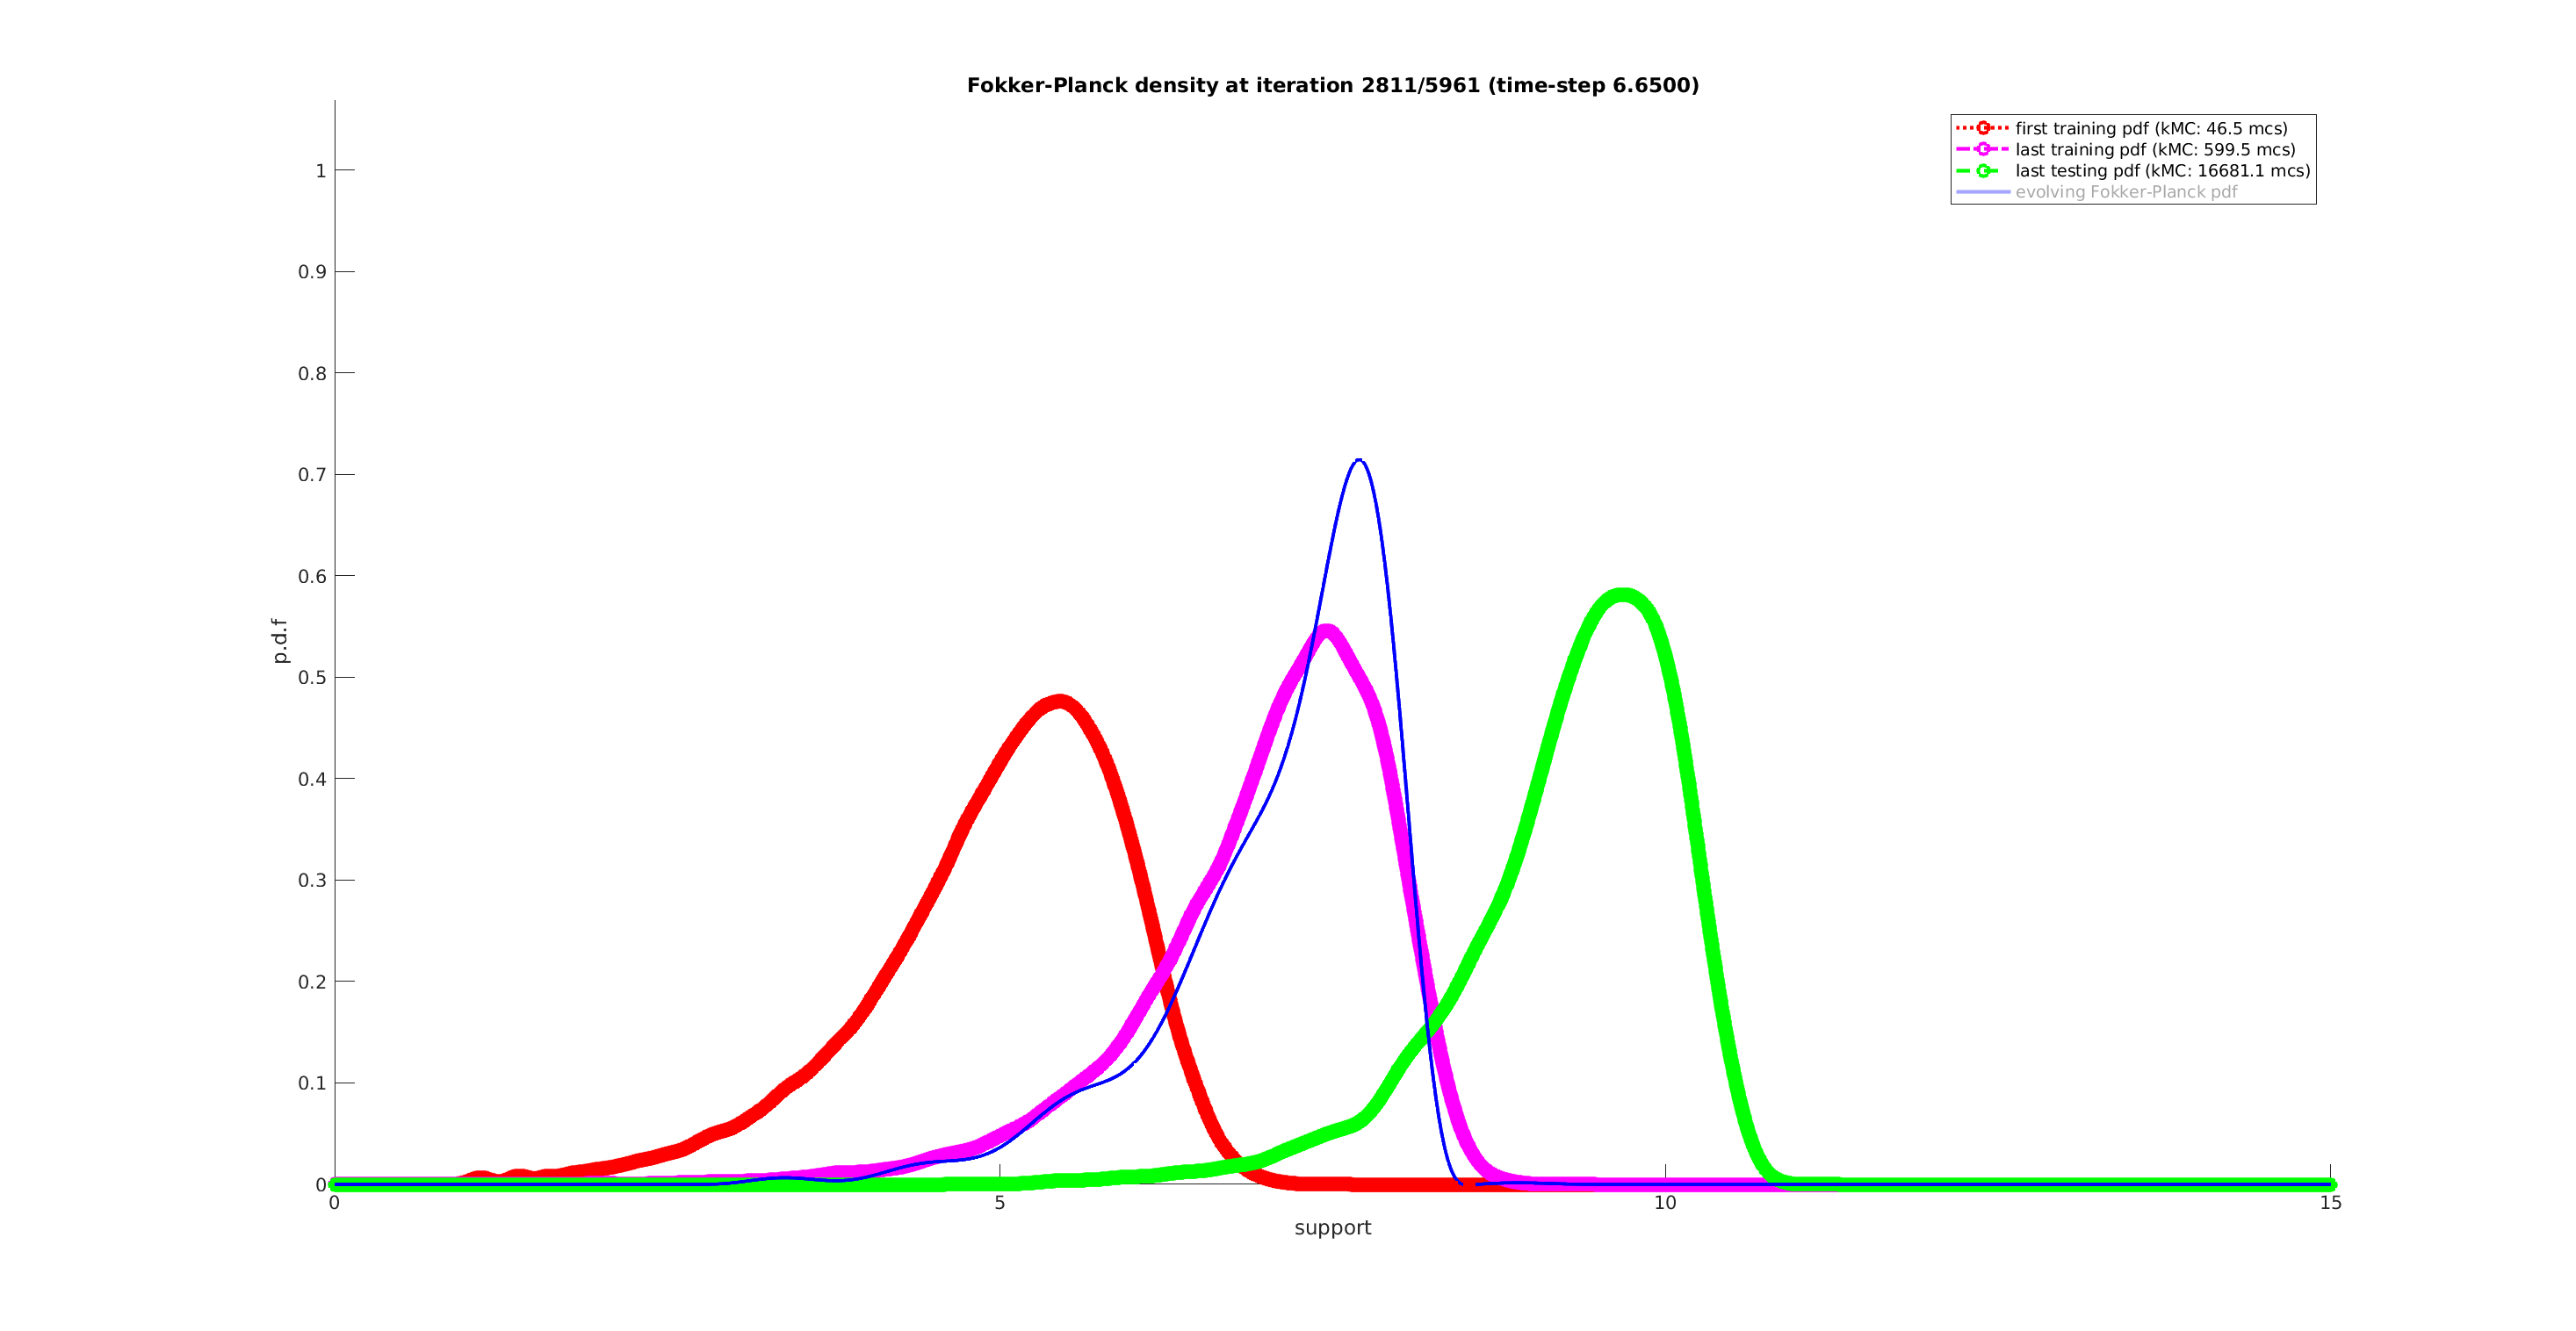 Fokker-Planck density at iteration 2811/5961 (time-step 6.6500)
first training pdf (kMC: 46.5 mcs)
last training pdf (kMC: 599.5 mcs)
last testing pdf (kMC: 16681.1 mcs)
evolving Fokker-Planck pdf
1
0.9
0.8
0.7
0.6
0.5
0.4
0.3
0.2
0.1
0
p.d.f
0 5 10 15
support